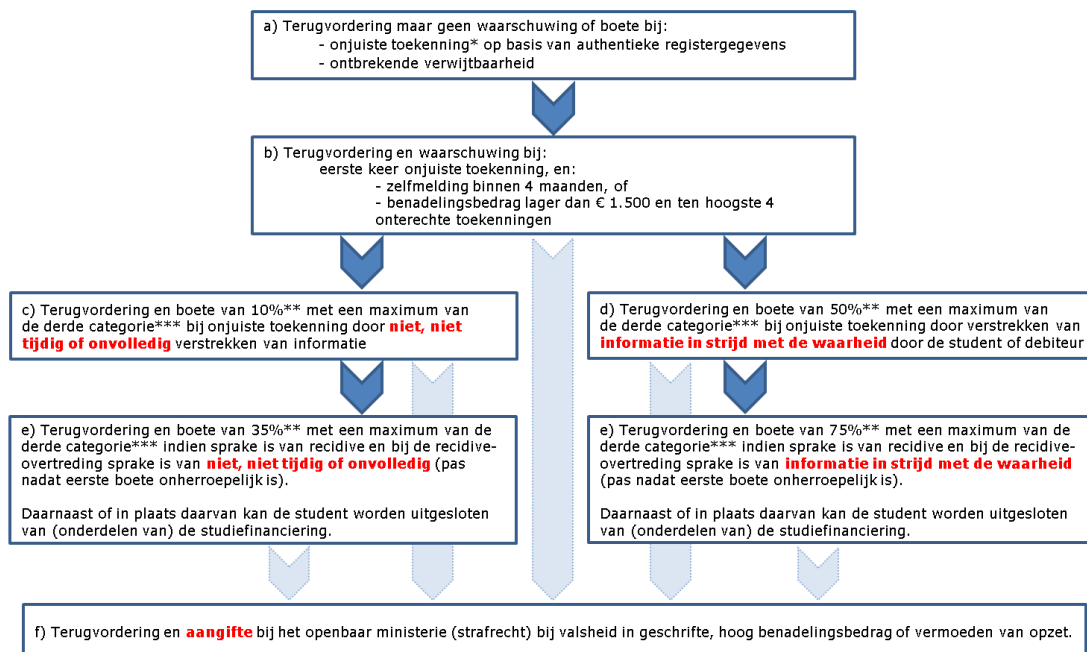 a) Terugvordering maar geen waarschuwing of boete bij:
- onjuiste toekenning* op basis van authentieke registergegevens
- ontbrekende verwijtbaarheid
b) Terugvordering en waarschuwing bij:
eerste keer onjuiste toekenning, en:
- zelfmelding binnen 4 maanden, of
- benadelingsbedrag lager dan € 1.500 en ten hoogste 4
onterechte toekenningen
c) Terugvordering en boete van 10%** met een maximum van
de derde categorie*** bij onjuiste toekenning door niet, niet
tijdig of onvolledig verstrekken van informatie
d) Terugvordering en boete van 50%** met een maximum van
de derde categorie*** bij onjuiste toekenning door verstrekken van
informatie in strijd met de waarheid door de student of debiteur
e) Terugvordering en boete van 35%** met een maximum van de
derde categorie*** indien sprake is van recidive en bij de recidive-
overtreding sprake is van niet, niet tijdig of onvolledig (pas
nadat eerste boete onherroepelijk is).
Daarnaast of in plaats daarvan kan de student worden uitgesloten
van (onderdelen van) de studiefinanciering.
e) Terugvordering en boete van 75%** met een maximum van de
derde categorie*** indien sprake is van recidive en bij de recidive-
overtreding sprake is van informatie in strijd met de waarheid
(pas nadat eerste boete onherroepelijk is).
Daarnaast of in plaats daarvan kan de student worden uitgesloten
van (onderdelen van) de studiefinanciering.
f) Terugvordering en aangifte bij het openbaar ministerie (strafrecht) bij valsheid in geschrifte, hoog benadelingsbedrag of vermoeden van opzet.